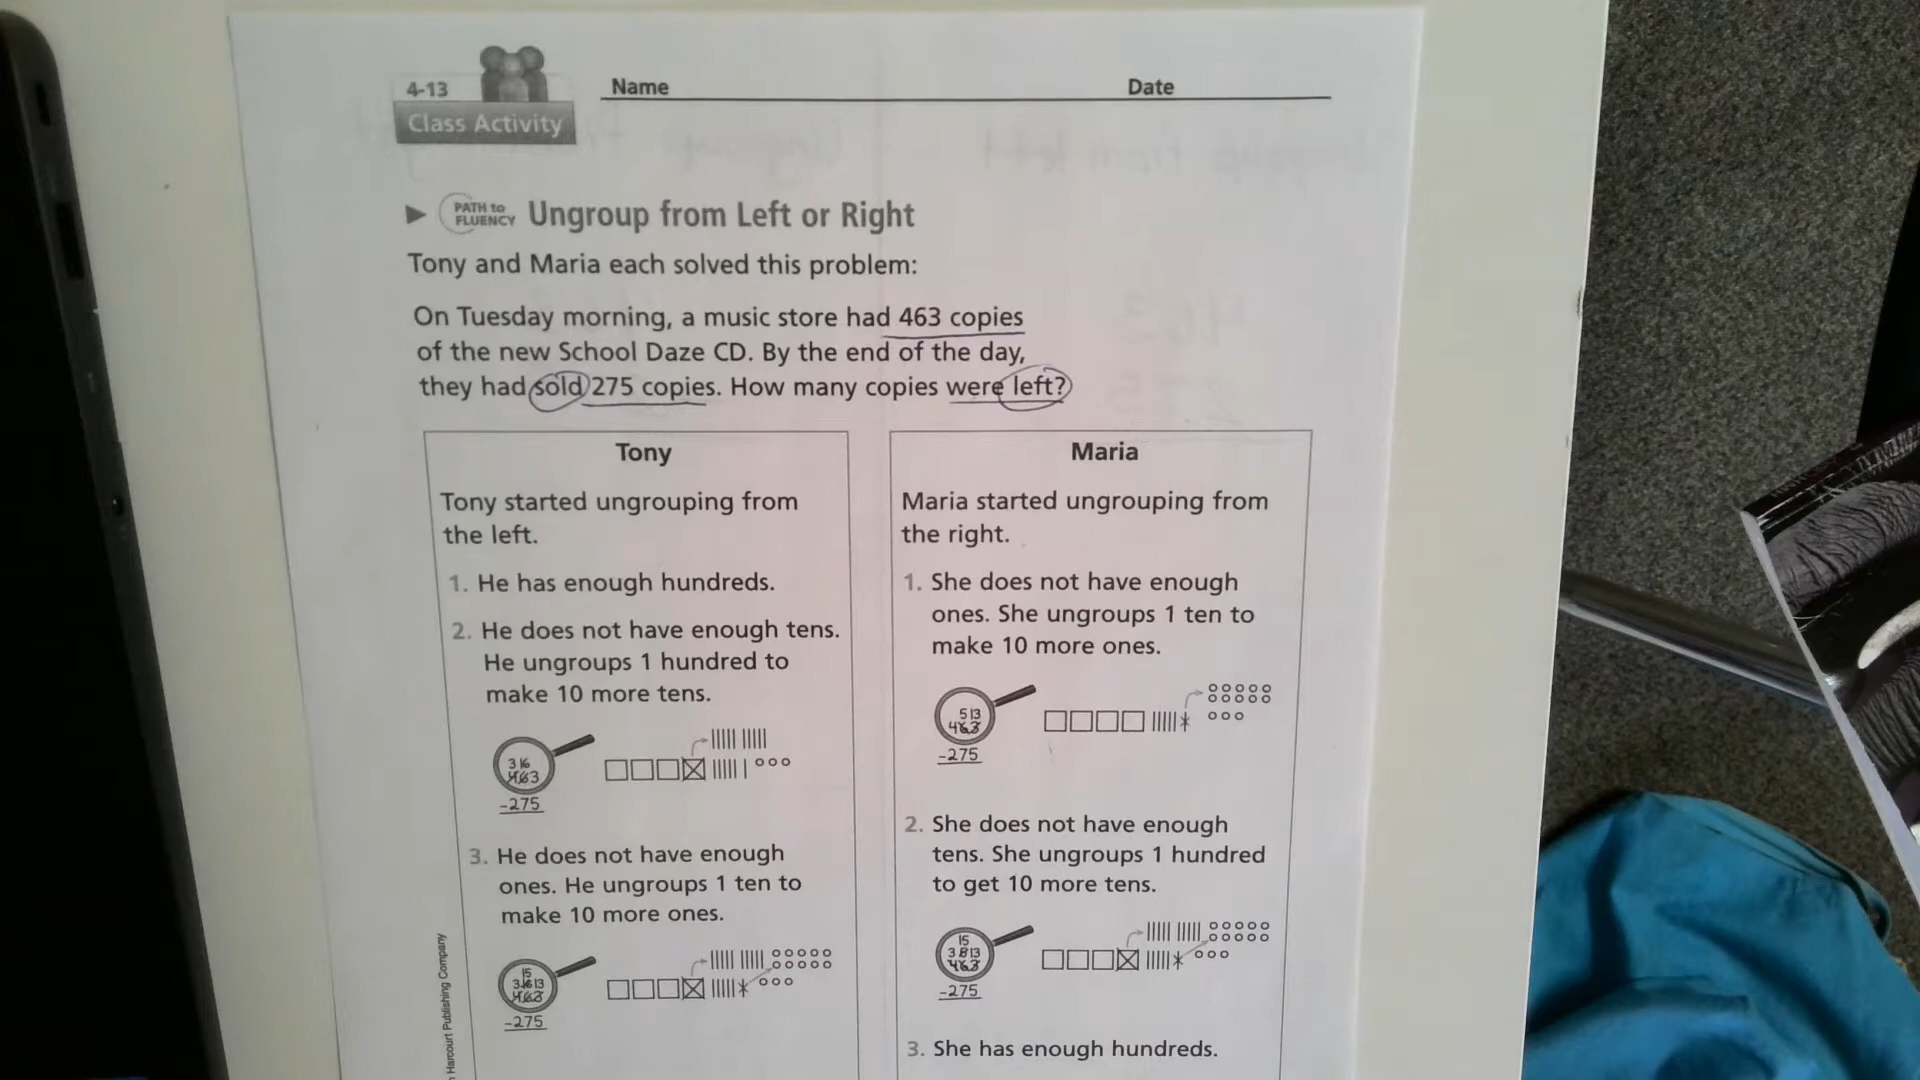 4-13
Class Activity
Name
Date
PATH to
FLUENCY
Ungroup from Left or Right
Tony and Maria each solved this problem:
On Tuesday morning, a music store had 463 copies
of the new School Daze CD. By the end of the day,
they had sold 275 copies. How many copies were left?
Tony
Tony started ungrouping from
the left.
1. He has enough hundreds.
2. He does not have enough tens.
He ungroups 1 hundred to
make 10 more tens.
3 16
463
-275
3. He does not have enough
ones. He ungroups 1 ten to
make 10 more ones.
15
3 16 13
463
-275
Maria
Maria started ungrouping from
the right.
1. She does not have enough
ones. She ungroups 1 ten to
make 10 more ones.
5 13
463
-275
2. She does not have enough
tens. She ungroups 1 hundred
to get 10 more tens.
15
3 5 13
463
-275
3. She has enough hundreds.
Harcourt Publishing Company